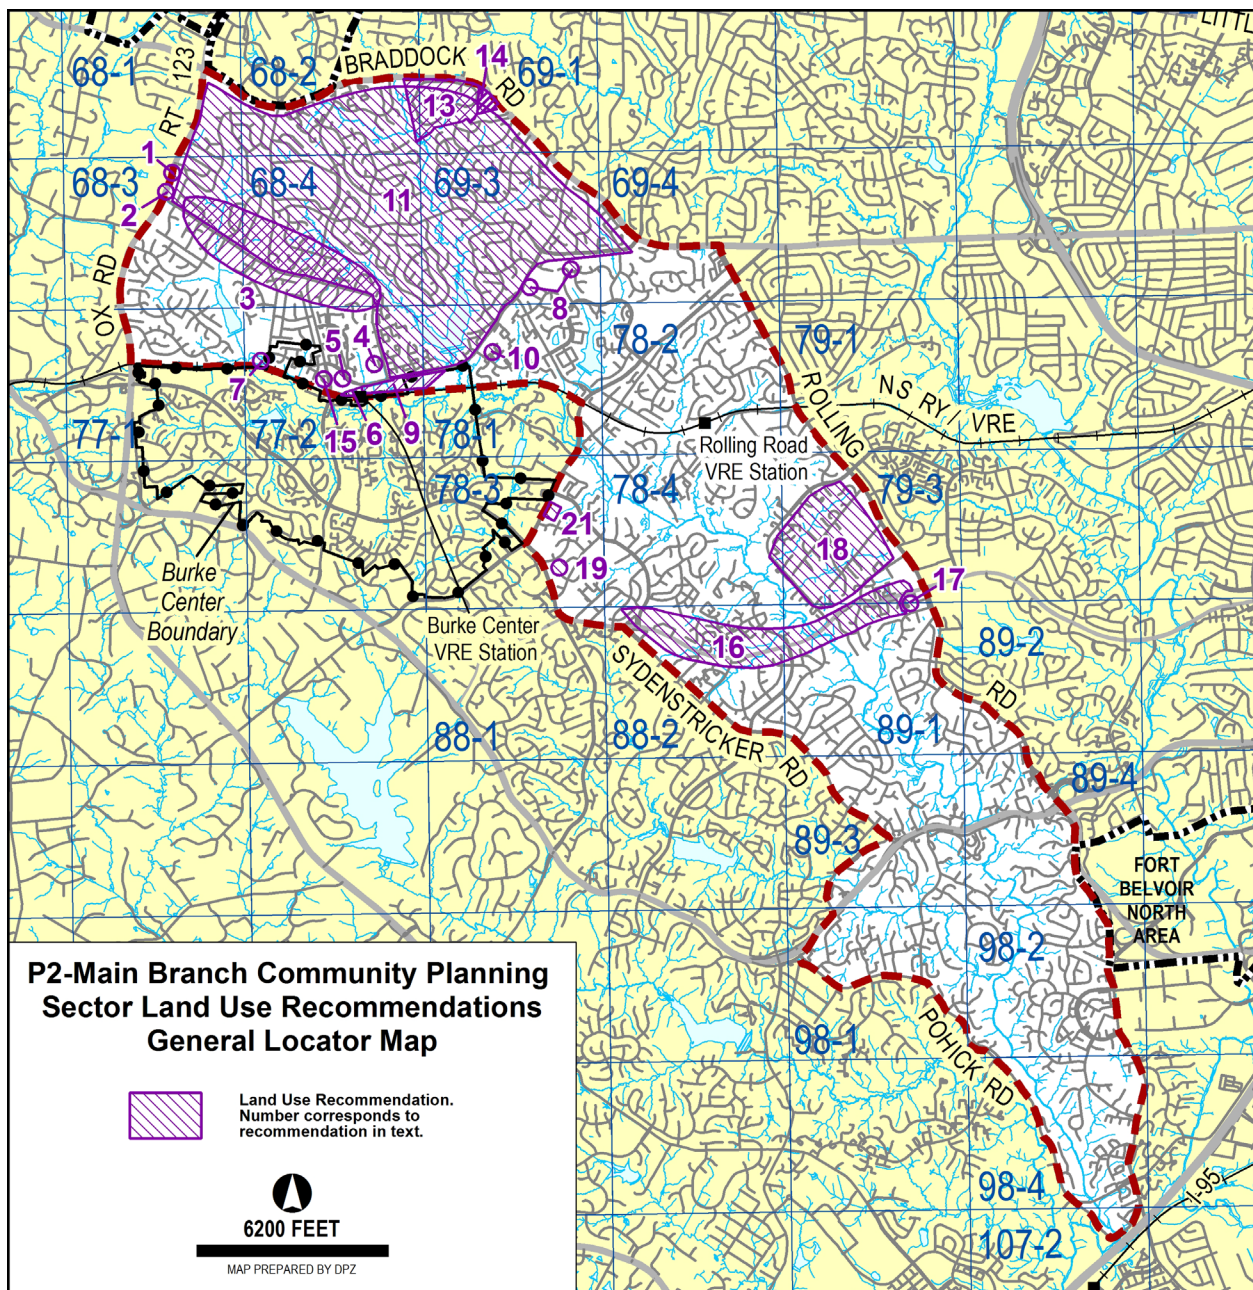 LITTL
68-1
123
68-2
BRADDOCK
RD
14
69-1
13
RT
1
68-3
68-4
69-3
69-4
2
11
OX RD
3
8
5
4
10
78-2
79-1
7
NS RY/ VRE
ROLLING
77-1
77-2
15
6
9
78-1
Rolling Road
VRE Station
78-3
78-4
79-3
21
18
19
17
Burke
Center
Boundary
Burke Center
VRE Station
16
89-2
SYDENSTRICKER RD
RD
88-1
88-2
89-1
89-4
89-3
FORT
BELVOIR
NORTH
AREA
98-2
P2-Main Branch Community Planning
Sector Land Use Recommendations
General Locator Map
98-1
POHICK RD
Land Use Recommendation.
Number corresponds to
recommendation in text.
98-4
I-95
6200 FEET
107-2
MAP PREPARED BY DPZ